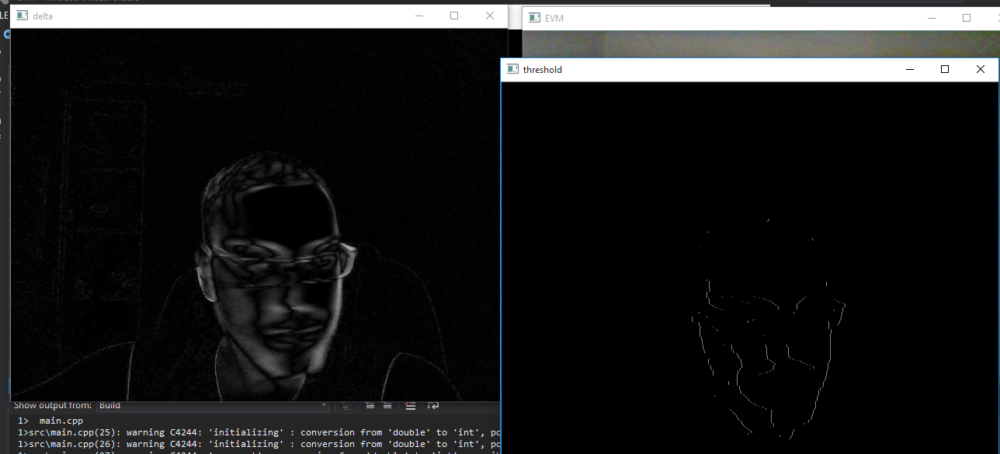 delta
EVM
threshold
Show output from: Build
1>  main.cpp
1>src\main.cpp(25): warning C4244: 'initializing' : conversion from 'double' to 'int', po
1>src\main.cpp(26): warning C4244: 'initializing' : conversion from 'double' to 'int', po